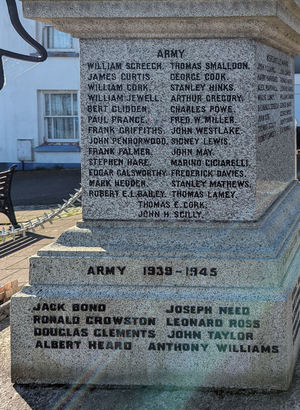 ARMY
WILLIAM SCREECH. THOMAS SMALLDON.
JAMES CURTIS. GEORGE COOK.
WILLIAM CORK. STANLEY HINKS.
WILLIAM JEWELL. ARTHUR GREGORY.
BERT GLIDDEN. CHARLES POWE.
PAUL PRANCE. FRED. W. MILLER.
FRANK GRIFFITHS. JOHN WESTLAKE.
JOHN PENHORWOOD. SIDNEY LEWIS.
FRANK PALMER. JOHN MAY.
STEPHEN HARE. MARINO CICIARELLI.
EDGAR GALSWORTHY. FREDERICK DAVIES.
MARK HEDDEN. STANLEY MATHEWS.
ROBERT E.L. BAILEY. THOMAS LAMEY.
THOMAS E. CORK.
JOHN H. SCILLY.
ARMY 1939-1945
JACK BOND JOSEPH NEED
RONALD CROWSTON LEONARD ROSS
DOUGLAS CLEMENTS JOHN TAYLOR
ALBERT HEARD ANTHONY WILLIAMS